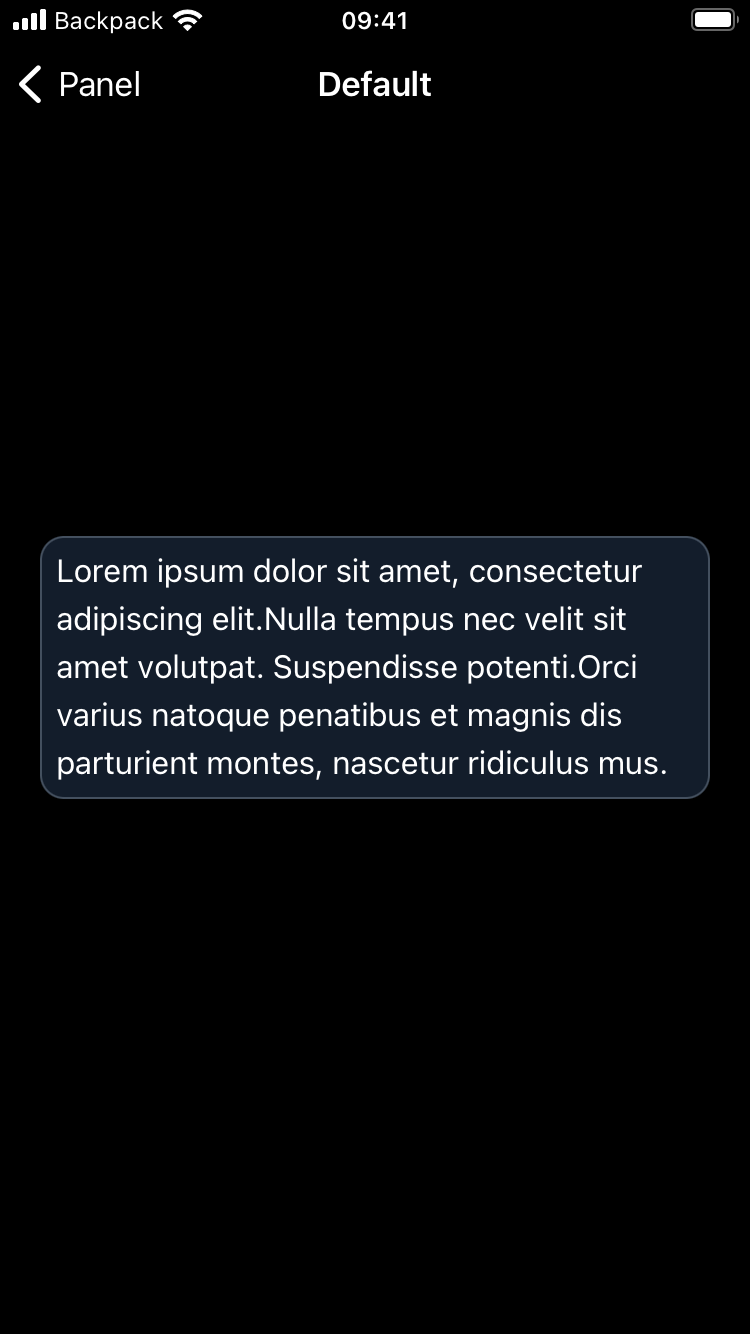 Backpack 09:41
Panel Default
Lorem ipsum dolor sit amet, consectetur
adipiscing elit.Nulla tempus nec velit sit
amet volutpat. Suspendisse potenti.Orci
varius natoque penatibus et magnis dis
parturient montes, nascetur ridiculus mus.